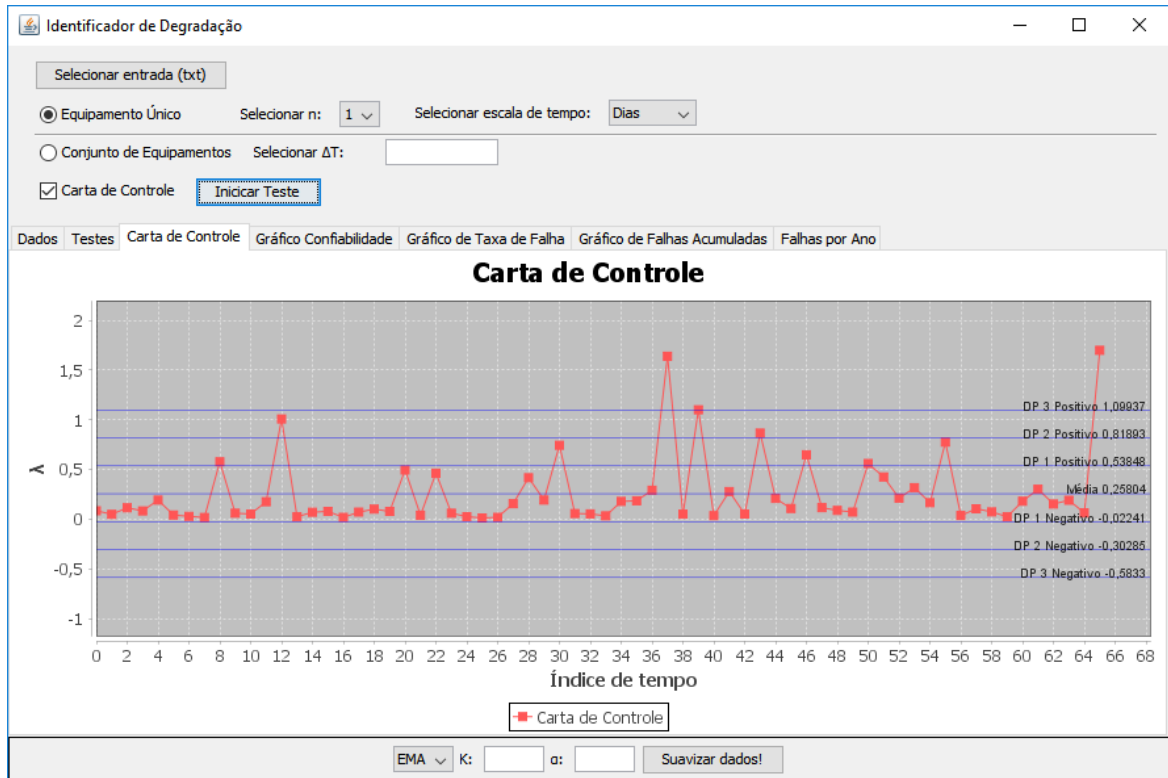 Identificador de Degradação
Selecionar entrada (txt)
Equipamento Único Selecionar n: 1 Selecionar escala de tempo: Dias
Conjunto de Equipamentos Selecionar ΔT:
Carta de Controle Inicicar Teste
Dados Testes Carta de Controle Gráfico Confiabilidade Gráfico de Taxa de Falha Gráfico de Falhas Acumuladas Falhas por Ano
Carta de Controle
2
1,5
DP 3 Positivo 1,09937
1
DP 2 Positivo 0,81893
DP 1 Positivo 0,53848
λ 0,5
Média 0,25804
0
DP 1 Negativo -0,02241
DP 2 Negativo -0,30285
-0,5
DP 3 Negativo -0,5833
-1
0 2 4 6 8 10 12 14 16 18 20 22 24 26 28 30 32 34 36 38 40 42 44 46 48 50 52 54 56 58 60 62 64 66 68
Índice de tempo
Carta de Controle
EMA K: α: Suavizar dados!